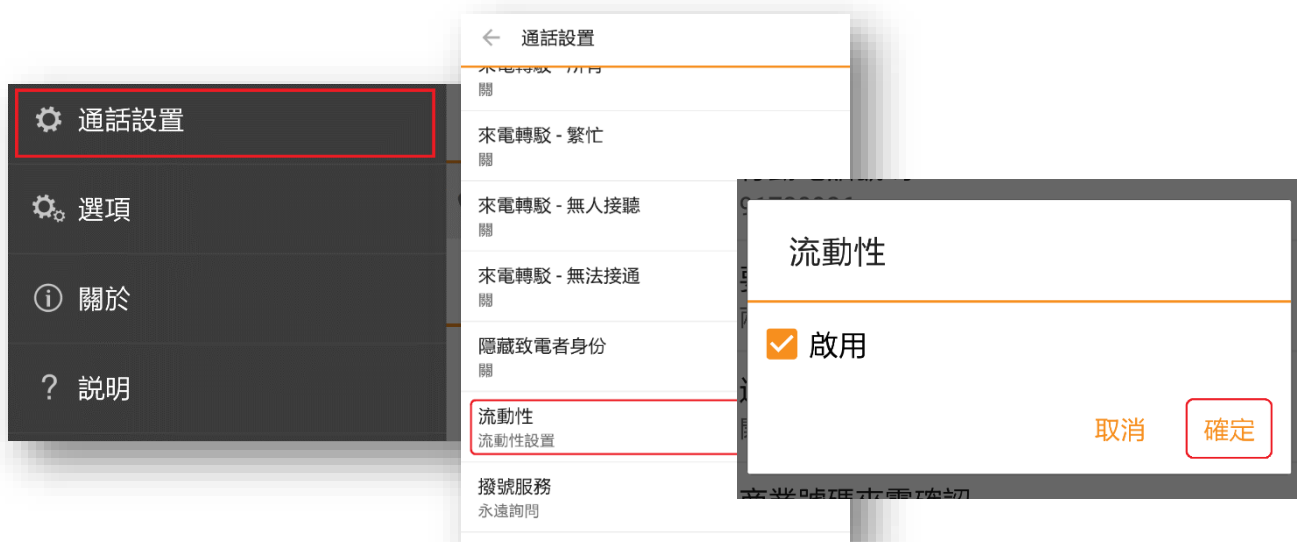 通話設置
選項
關於
説明
通話設置
關
來電轉駁 - 繁忙
關
來電轉駁 - 無人接聽
關
來電轉駁 - 無法接通
關
隱藏致電者身份
關
流動性
流動性設置
撥號服務
永遠詢問
流動性
啟用
取消
確定